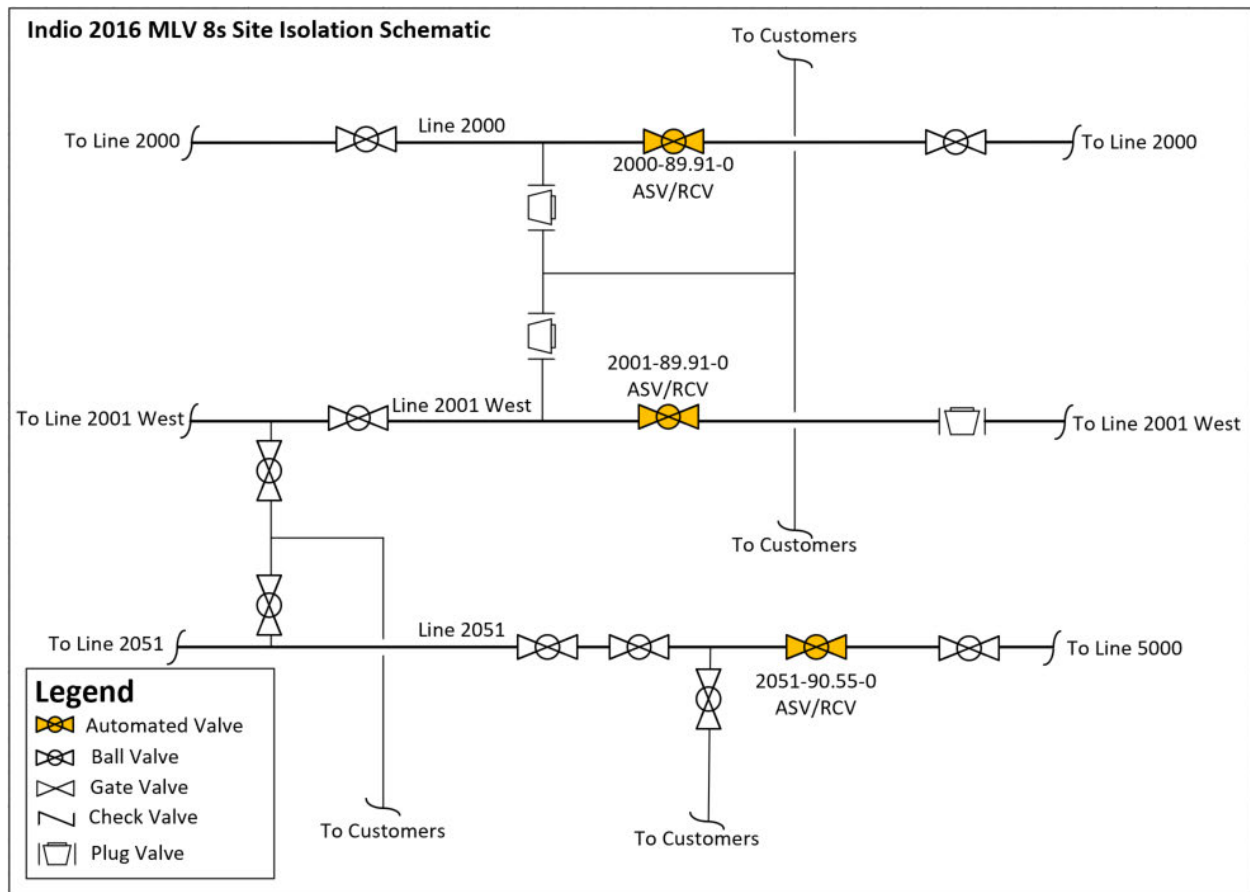 Indio 2016 MLV 8s Site Isolation Schematic
To Customers
To Line 2000
Line 2000
To Line 2000
2000-89.91-0
ASV/RCV
2001-89.91-0
ASV/RCV
To Line 2001 West
Line 2001 West
To Line 2001 West
To Customers
To Line 2051
Line 2051
To Line 5000
2051-90.55-0
ASV/RCV
Legend
Automated Valve
Ball Valve
Gate Valve
Check Valve
Plug Valve
To Customers
To Customers